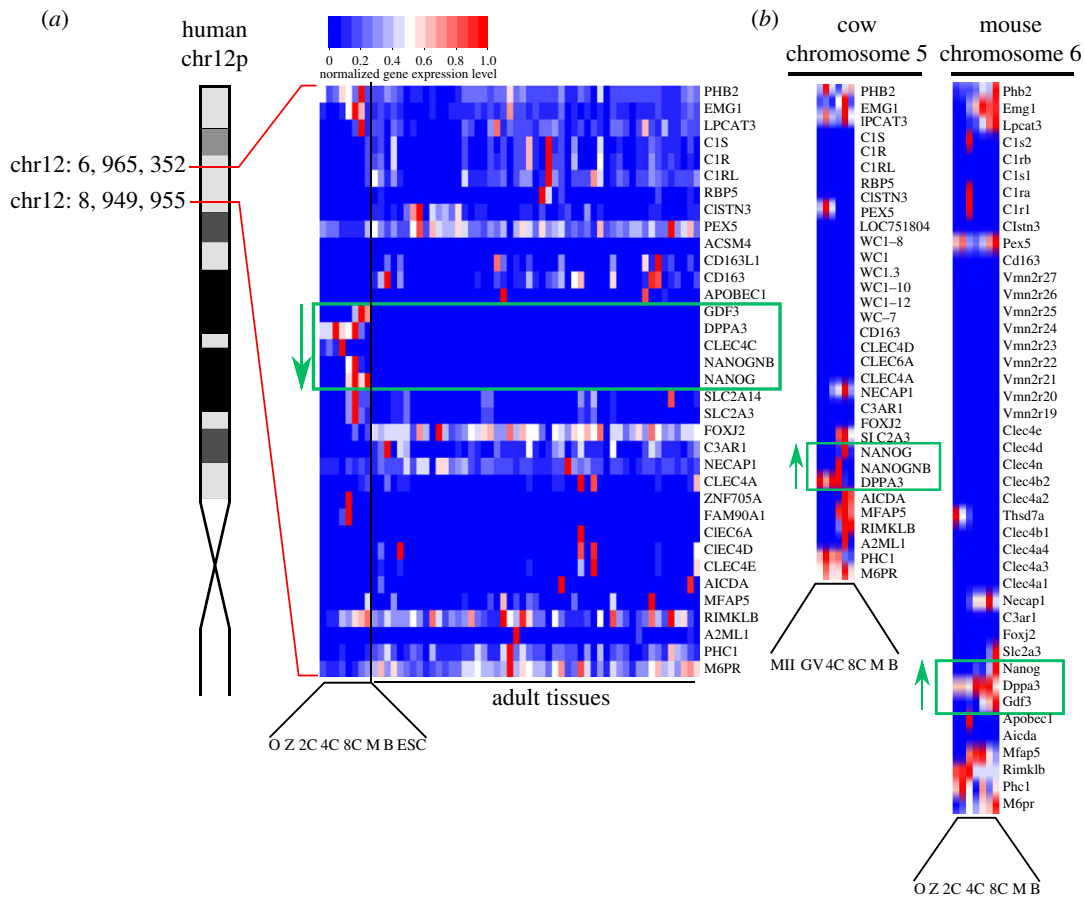 (a)
human
chr12p
0 0.2 0.4 0.6 0.8 1.0
normalized gene expression level
chr12: 6, 965, 352
chr12: 8, 949, 955
PHB2
EMG1
LPCAT3
C1S
C1R
C1RL
RBP5
ClSTN3
PEX5
ACSM4
CD163L1
CD163
APOBEC1
GDF3
DPPA3
CLEC4C
NANOGNB
NANOG
SLC2A14
SLC2A3
FOXJ2
C3AR1
NECAP1
CLEC4A
ZNF705A
FAM90A1
ClEC6A
ClEC4D
CLEC4E
AICDA
MFAP5
RIMKLB
A2ML1
PHC1
M6PR
adult tissues
O Z 2C 4C 8C M B ESC
(b)
cow
chromosome 5
PHB2
EMG1
lPCAT3
C1S
C1R
C1RL
RBP5
ClSTN3
PEX5
LOC751804
WC1–8
WC1
WC1.3
WC1–10
WC1–12
WC–7
CD163
CLEC4D
CLEC6A
CLEC4A
NECAP1
C3AR1
FOXJ2
SLC2A3
NANOG
NANOGNB
DPPA3
AICDA
MFAP5
RIMKLB
A2ML1
PHC1
M6PR
MII GV 4C 8C M B
mouse
chromosome 6
Phb2
Emg1
Lpcat3
C1s2
C1rb
C1s1
C1ra
C1r1
CIstn3
Pex5
Cd163
Vmn2r27
Vmn2r26
Vmn2r25
Vmn2r24
Vmn2r23
Vmn2r22
Vmn2r21
Vmn2r20
Vmn2r19
Clec4e
Clec4d
Clec4n
Clec4b2
Clec4a2
Thsd7a
Clec4b1
Clec4a4
Clec4a3
Clec4a1
Necap1
C3ar1
Foxj2
Slc2a3
Nanog
Dppa3
Gdf3
Apobec1
Aicda
Mfap5
Rimklb
Phc1
M6pr
O Z 2C 4C 8C M B